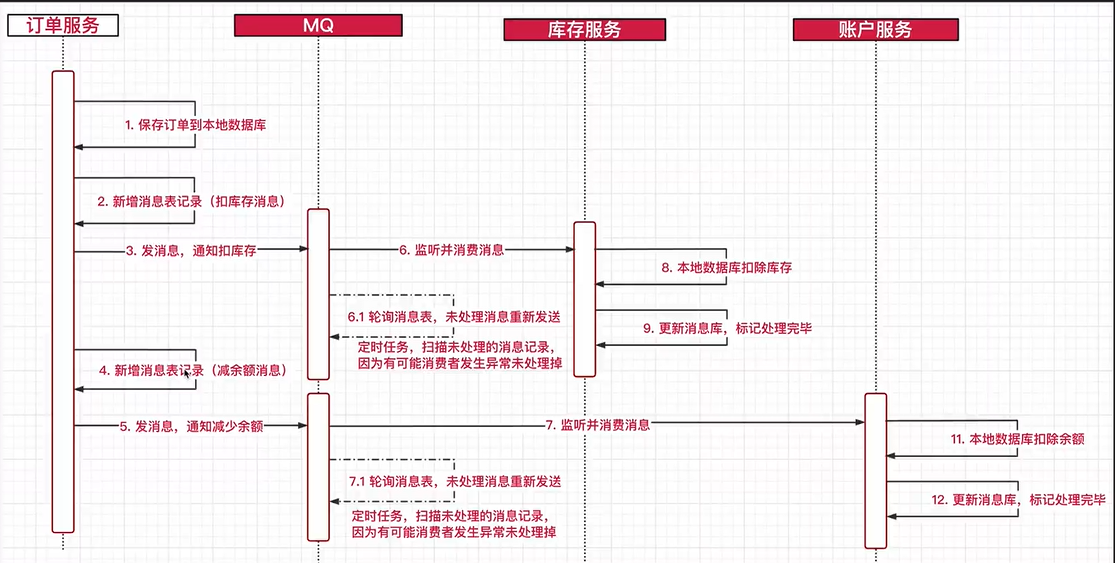 订单服务
MQ
库存服务
账户服务
1. 保存订单到本地数据库
2. 新增消息表记录（扣库存消息）
3. 发消息，通知扣库存
6. 监听并消费消息
8. 本地数据库扣除库存
6.1 轮询消息表，未处理消息重新发送
9. 更新消息库，标记处理完毕
定时任务，扫描未处理的消息记录，
因为有可能消费者发生异常未处理掉
4. 新增消息表记录（减余额消息）
5. 发消息，通知减少余额
7. 监听并消费消息
11. 本地数据库扣除余额
7.1 轮询消息表，未处理消息重新发送
12. 更新消息库，标记处理完毕
定时任务，扫描未处理的消息记录，
因为有可能消费者发生异常未处理掉